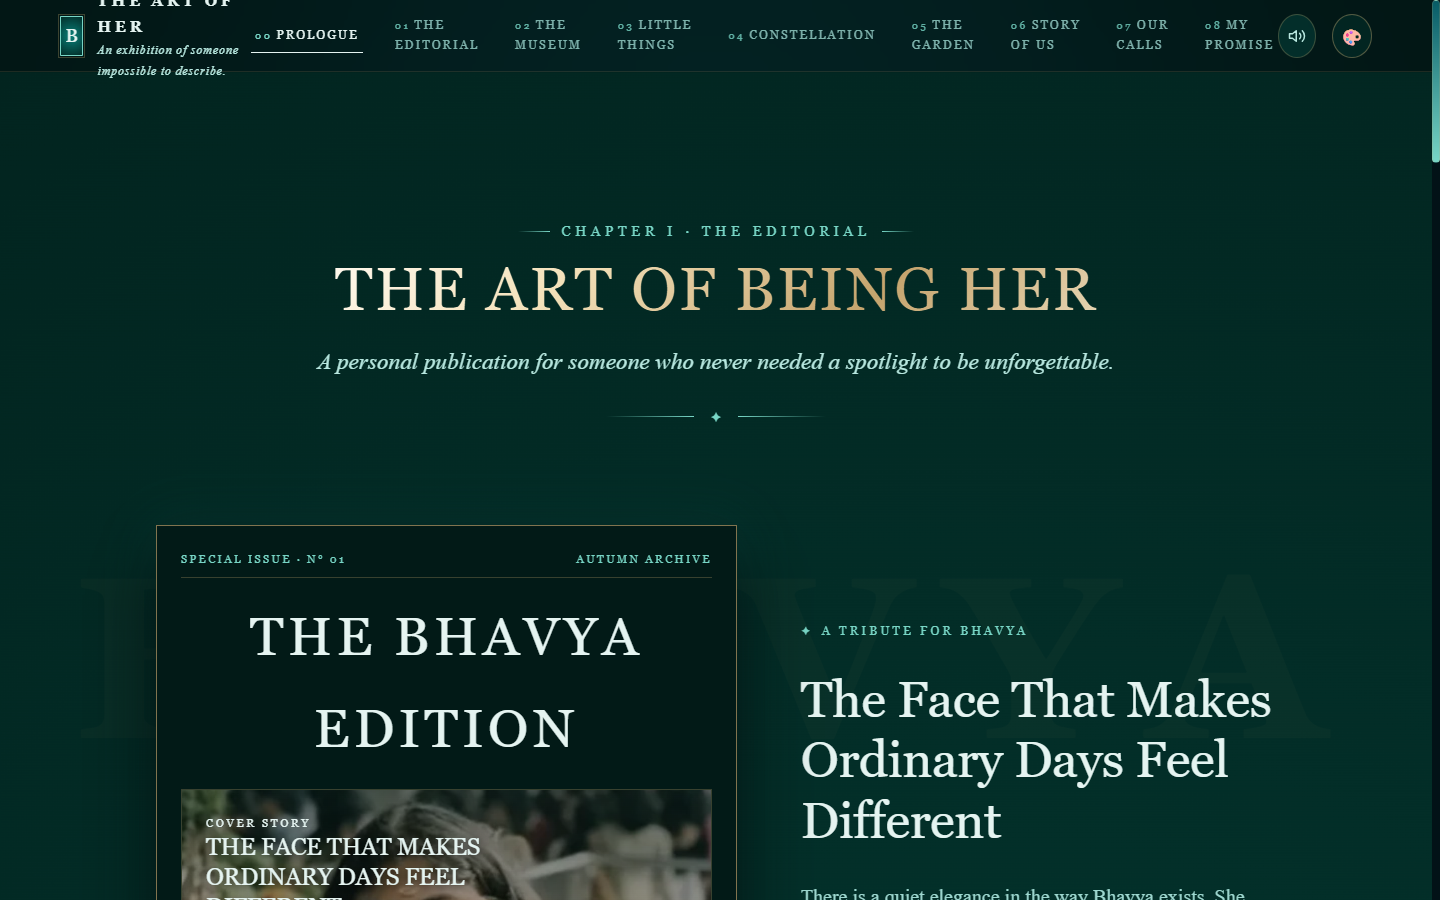 B
THE ART OF
HER
An exhibition of someone
impossible to describe.
00 PROLOGUE
01 THE
EDITORIAL
02 THE
MUSEUM
03 LITTLE
THINGS
04 CONSTELLATION
05 THE
GARDEN
06 STORY
OF US
07 OUR
CALLS
08 MY
PROMISE
CHAPTER I · THE EDITORIAL
THE ART OF BEING HER
A personal publication for someone who never needed a spotlight to be unforgettable.
SPECIAL ISSUE · Nº 01
AUTUMN ARCHIVE
THE BHAVYA
EDITION
COVER STORY
THE FACE THAT MAKES
ORDINARY DAYS FEEL
DIFFERENT
✦ A TRIBUTE FOR BHAVYA
The Face That Makes
Ordinary Days Feel
Different
There is a quiet elegance in the way Bhavya exists. She